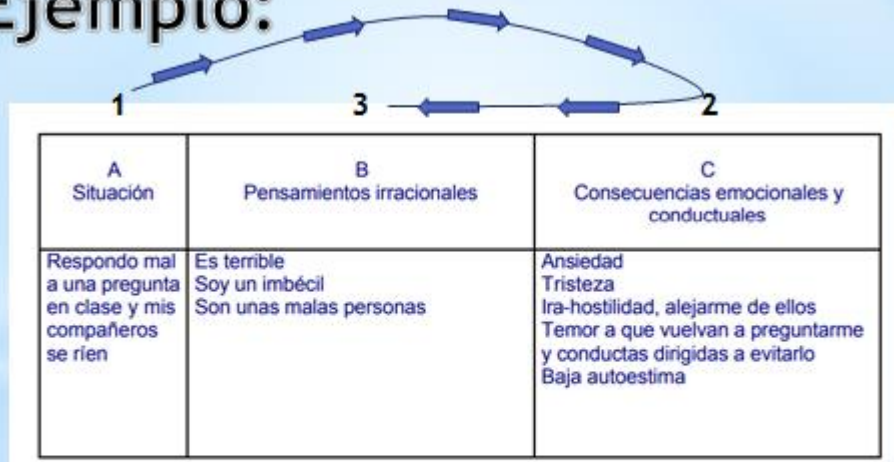 Ejemplo:
1
3
2
A
Situación
B
Pensamientos irracionales
C
Consecuencias emocionales y
conductuales
Respondo mal
a una pregunta
en clase y mis
compañeros
se ríen
Es terrible
Soy un imbécil
Son unas malas personas
Ansiedad
Tristeza
Ira-hostilidad, alejarme de ellos
Temor a que vuelvan a preguntarme
y conductas dirigidas a evitarlo
Baja autoestima